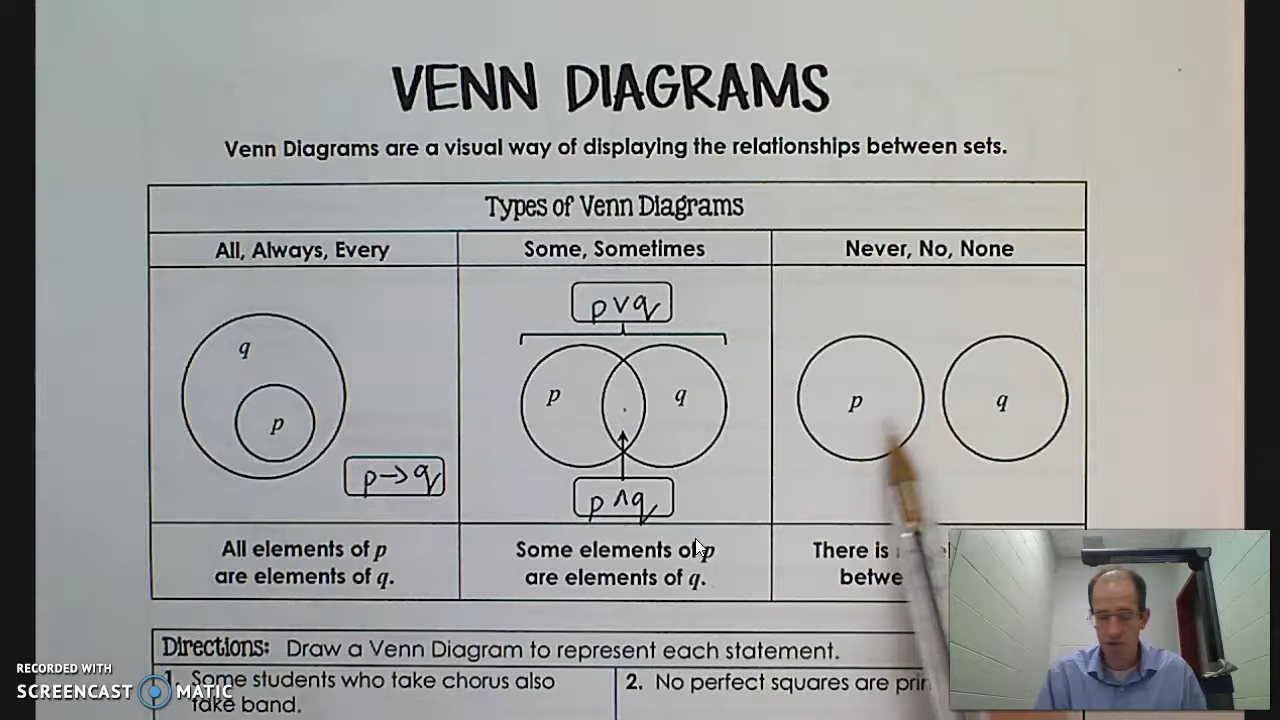 VENN DIAGRAMS
Venn Diagrams are a visual way of displaying the relationships between sets.
Types of Venn Diagrams
All, Always, Every
Some, Sometimes
Never, No, None
q
p
p→q
p∨q
p
q
p∧q
p
q
All elements of p
are elements of q.
Some elements of p
are elements of q.
There is
Directions: Draw a Venn Diagram to represent each statement.
1. Some students who take chorus also
take band.
2. No perfect squares are
RECORDED WITH
SCREENCAST MATIC